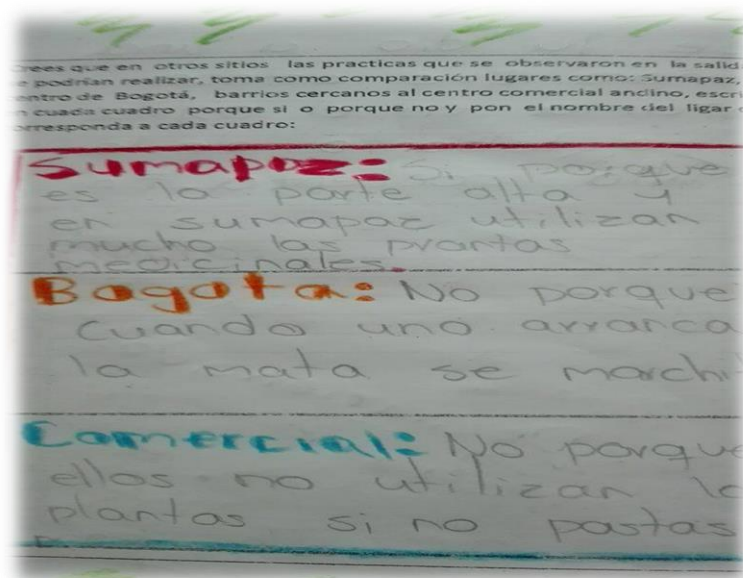 rees que en otros sitios las practicas que se observaron en la salid
podrian realizar, toma como comparación lugares como: Sumapaz,
entro de Bogotá, barrios cercanos al centro comercial andino, escri
cuada cuadro porque si o porque no y pon el nombre del ligar
orresponda a cada cuadro:
Sumapaz: Si porque
es la parte alta y
en sumapaz utilizan
mucho las prantas
medicinales.
Bogota: No porque
cuando uno arranca
la mata se marchi
Comercial: No porque
ellos no utilizan la
plantas si no pastas